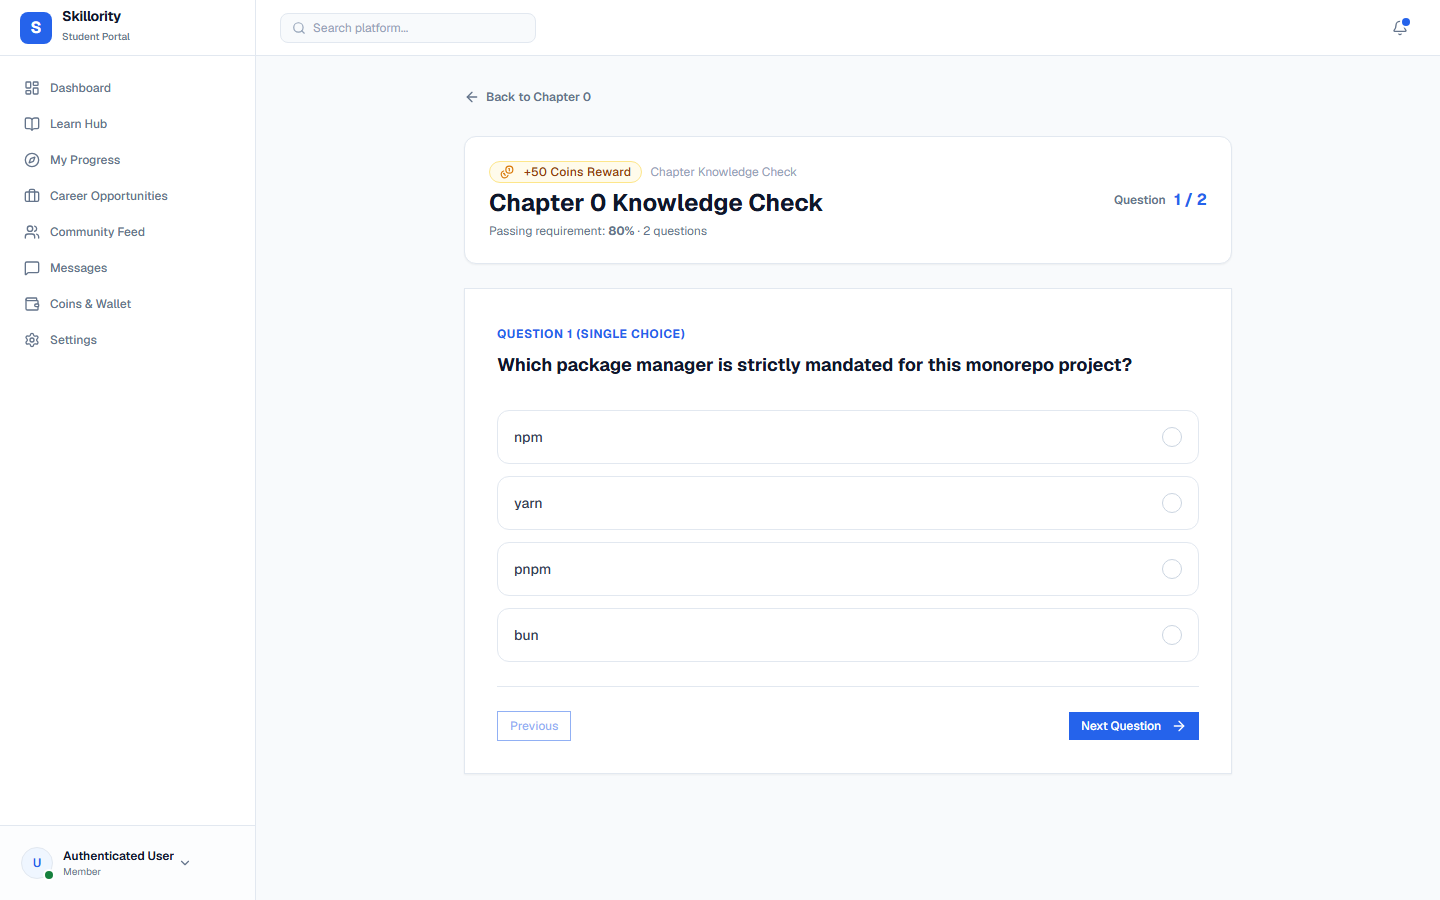 S
Skillority
Student Portal
Search platform...
Dashboard
Learn Hub
My Progress
Career Opportunities
Community Feed
Messages
Coins & Wallet
Settings
Back to Chapter 0
+50 Coins Reward
Chapter Knowledge Check
Chapter 0 Knowledge Check
Passing requirement: 80% · 2 questions
Question 1 / 2
QUESTION 1 (SINGLE CHOICE)
Which package manager is strictly mandated for this monorepo project?
npm
yarn
pnpm
bun
Previous
Next Question
U
Authenticated User
Member